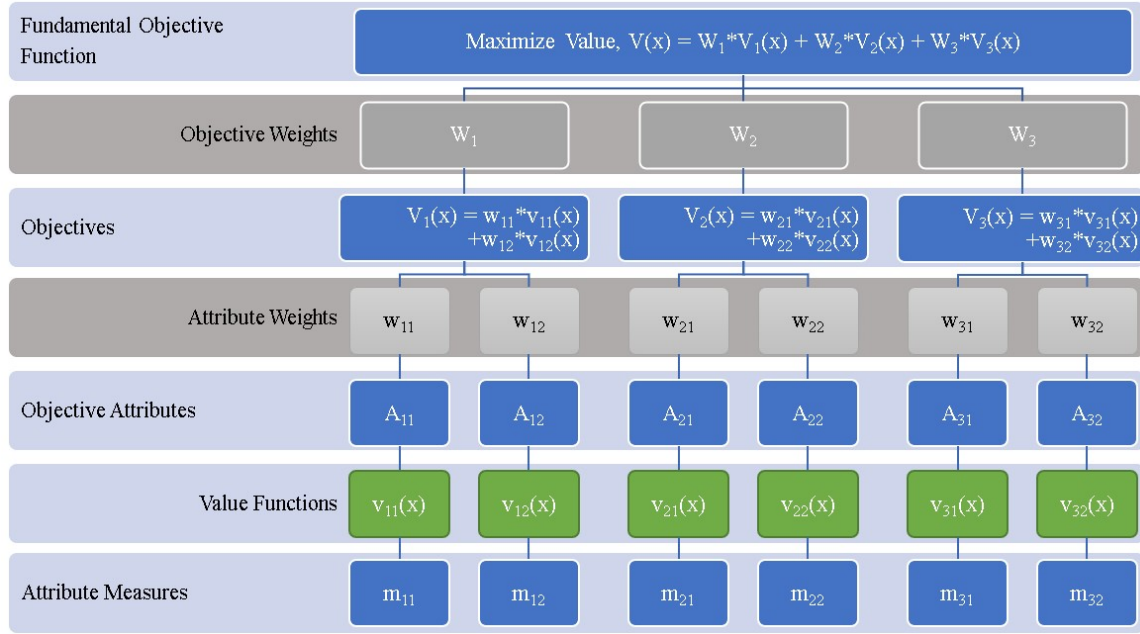 Fundamental Objective
Function
Maximize Value, V(x) = W₁*V₁(x) + W₂*V₂(x) + W₃*V₃(x)
Objective Weights
W₁
W₂
W₃
Objectives
V₁(x) = w₁₁*v₁₁(x)
+w₁₂*v₁₂(x)
V₂(x) = w₂₁*v₂₁(x)
+w₂₂*v₂₂(x)
V₃(x) = w₃₁*v₃₁(x)
+w₃₂*v₃₂(x)
Attribute Weights
w₁₁
w₁₂
w₂₁
w₂₂
w₃₁
w₃₂
Objective Attributes
A₁₁
A₁₂
A₂₁
A₂₂
A₃₁
A₃₂
Value Functions
v₁₁(x)
v₁₂(x)
v₂₁(x)
v₂₂(x)
v₃₁(x)
v₃₂(x)
Attribute Measures
m₁₁
m₁₂
m₂₁
m₂₂
m₃₁
m₃₂